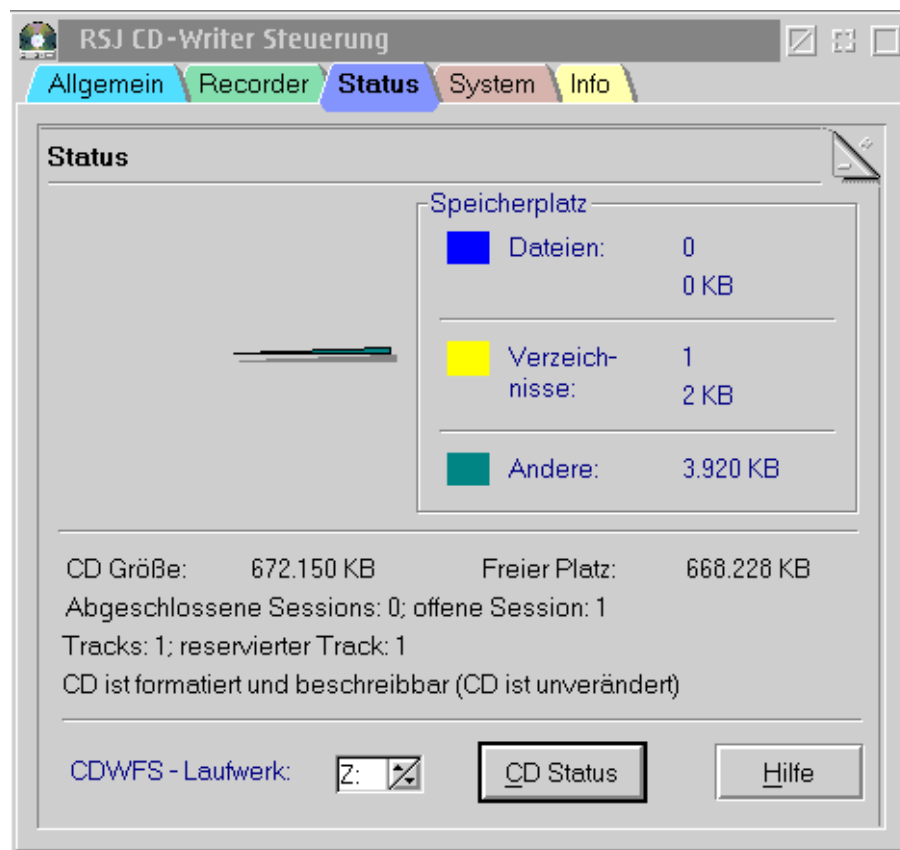 RSJ CD-Writer Steuerung
Allgemein Recorder Status System Info
Status
Speicherplatz
Dateien: 0
0 KB
Verzeich- 1
nisse: 2 KB
Andere: 3.920 KB
CD Größe: 672.150 KB Freier Platz: 668.228 KB
Abgeschlossene Sessions: 0; offene Session: 1
Tracks: 1; reservierter Track: 1
CD ist formatiert und beschreibbar (CD ist unverändert)
CDWFS - Laufwerk: Z: CD Status Hilfe